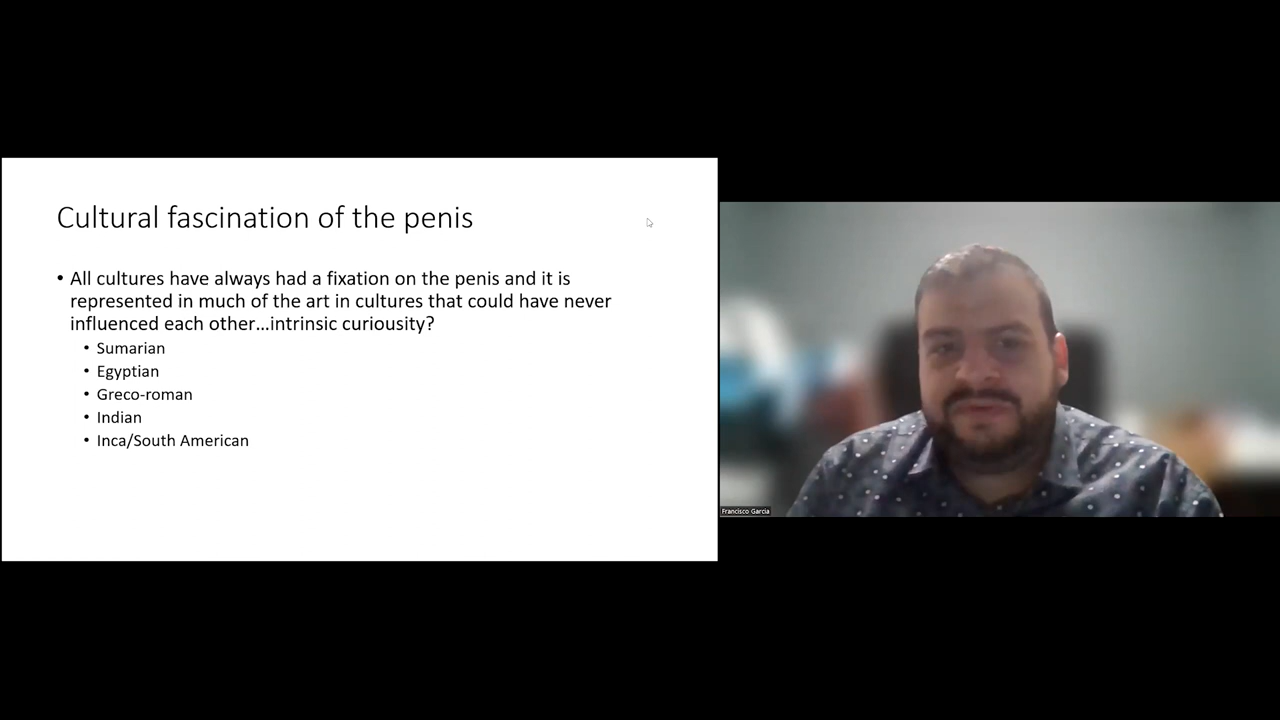 Cultural fascination of the penis
• All cultures have always had a fixation on the penis and it is
represented in much of the art in cultures that could have never
influenced each other...intrinsic curiousity?
• Sumarian
• Egyptian
• Greco-roman
• Indian
• Inca/South American
Francisco Garcia